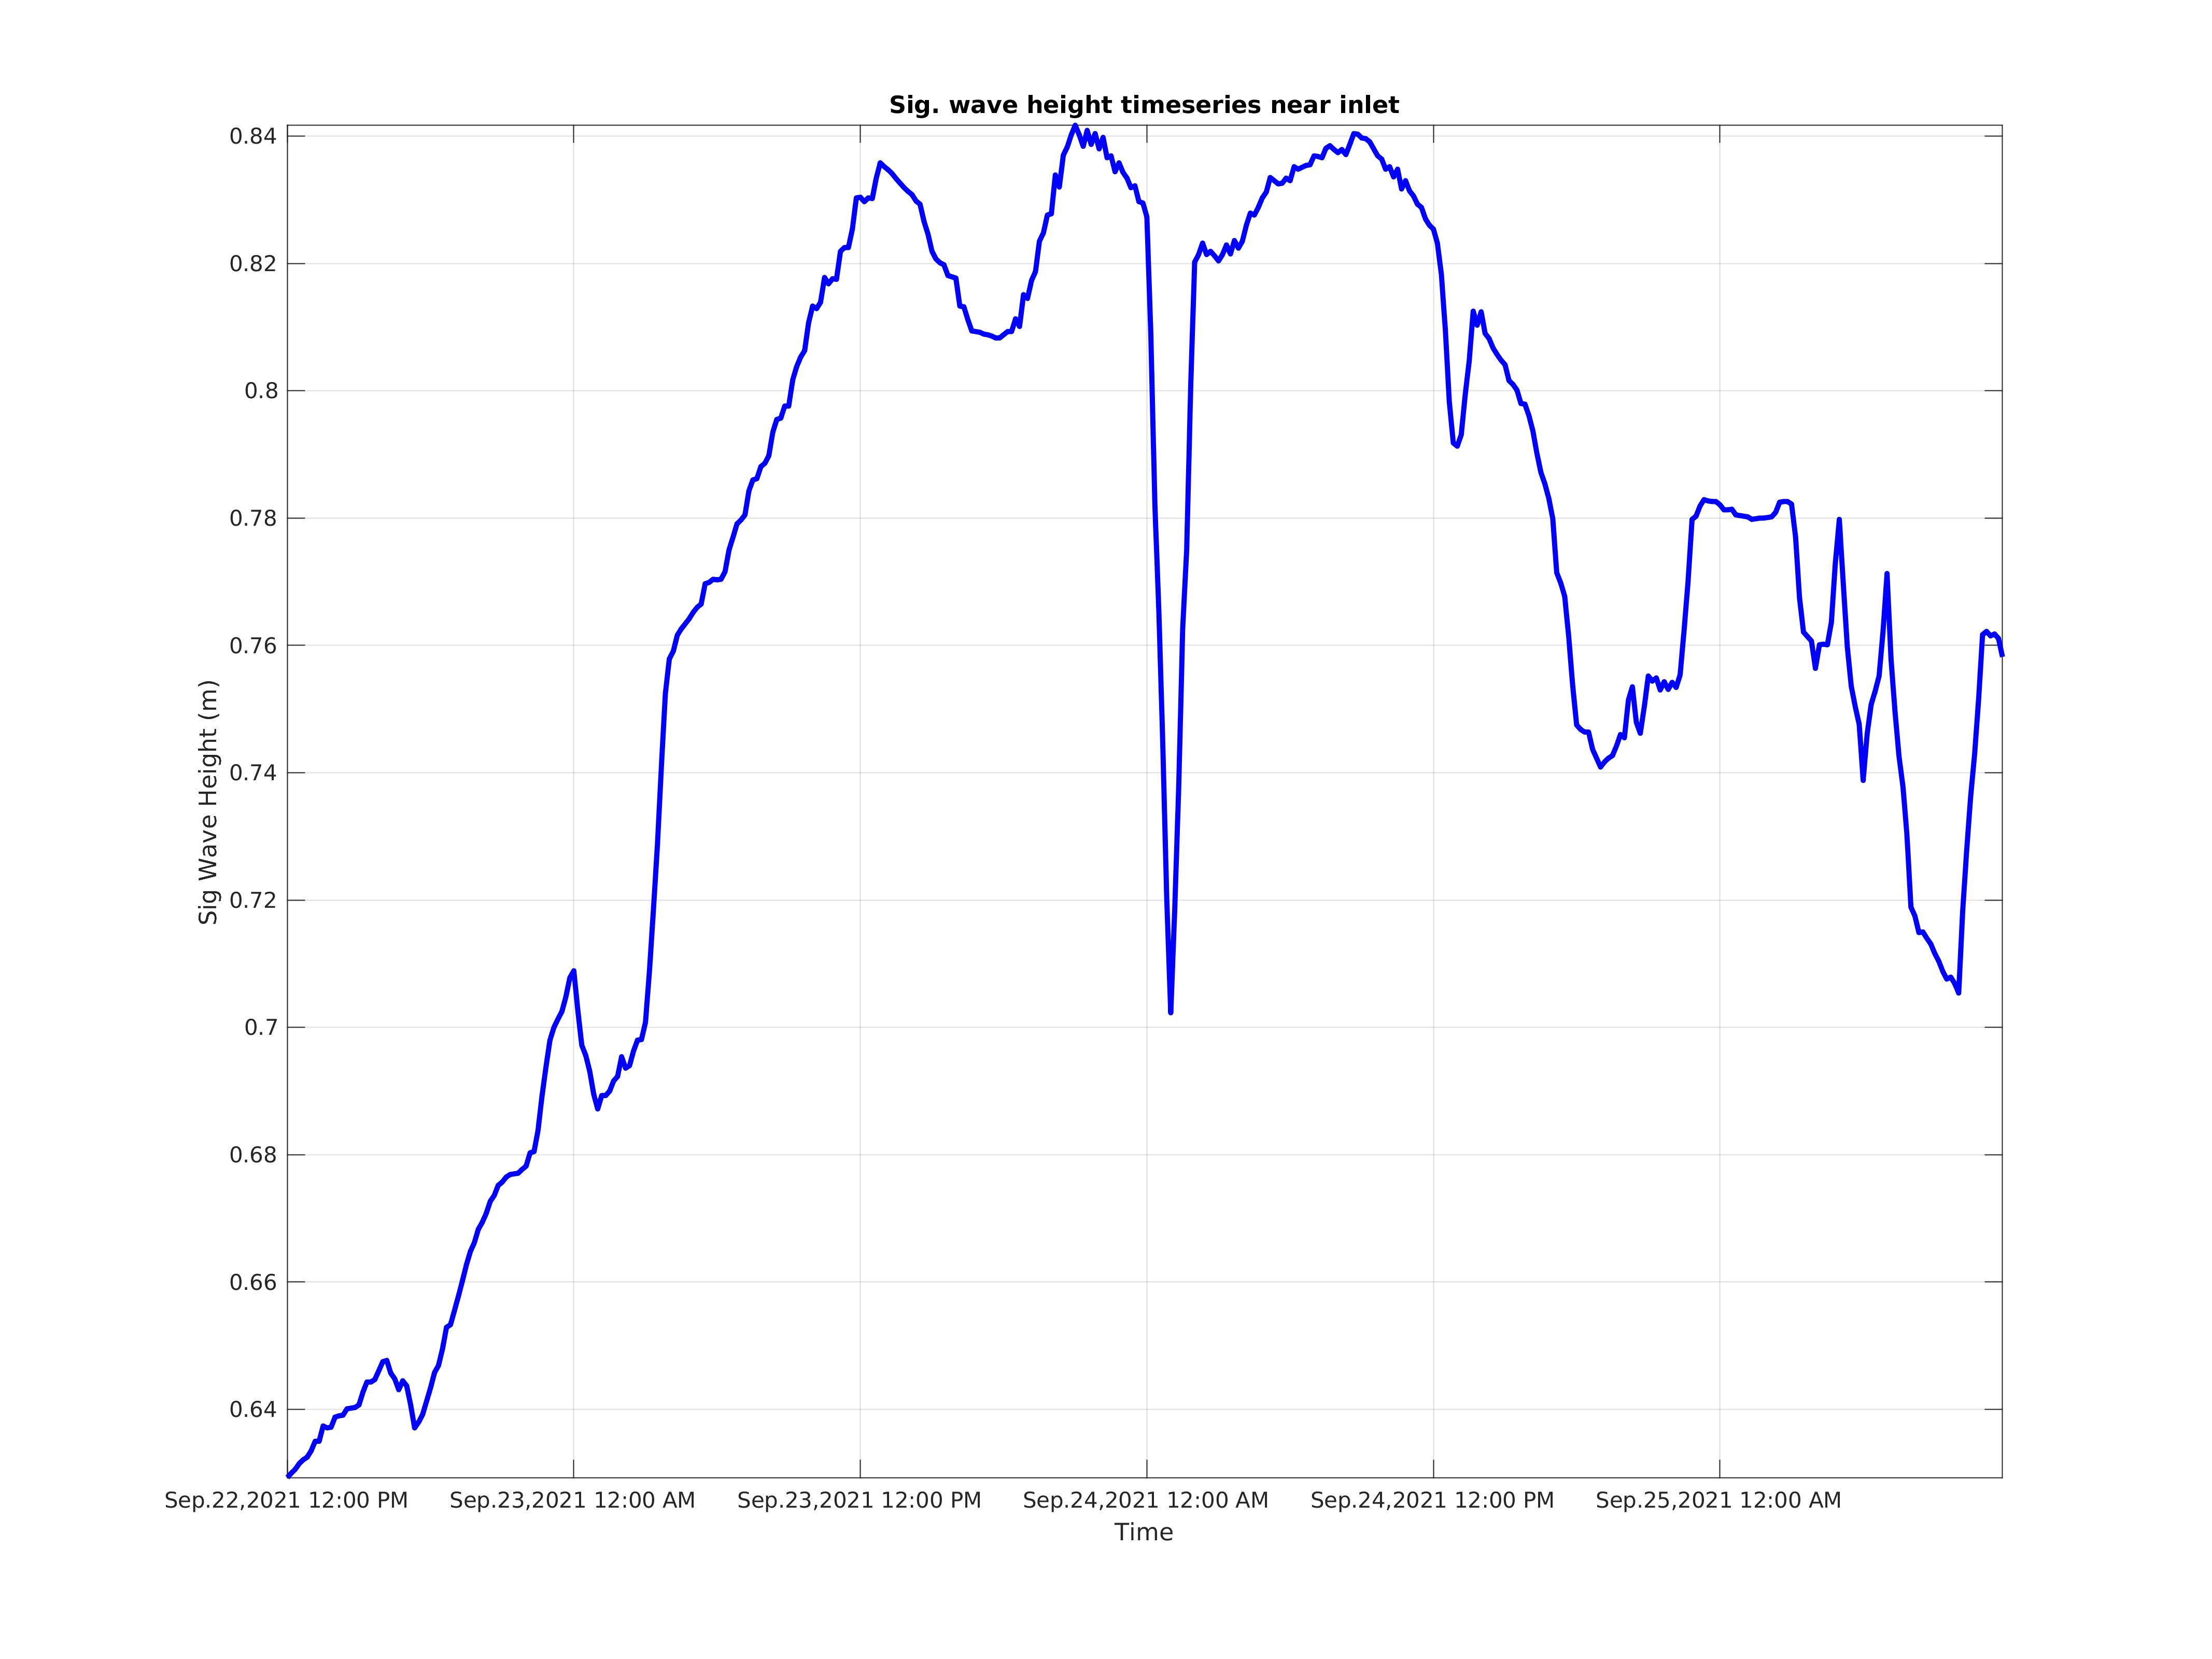 Sig. wave height timeseries near inlet
0.84
0.82
0.8
0.78
0.76
0.74
0.72
0.7
0.68
0.66
0.64
Sig Wave Height (m)
Sep.22,2021 12:00 PM Sep.23,2021 12:00 AM Sep.23,2021 12:00 PM Sep.24,2021 12:00 AM Sep.24,2021 12:00 PM Sep.25,2021 12:00 AM
Time